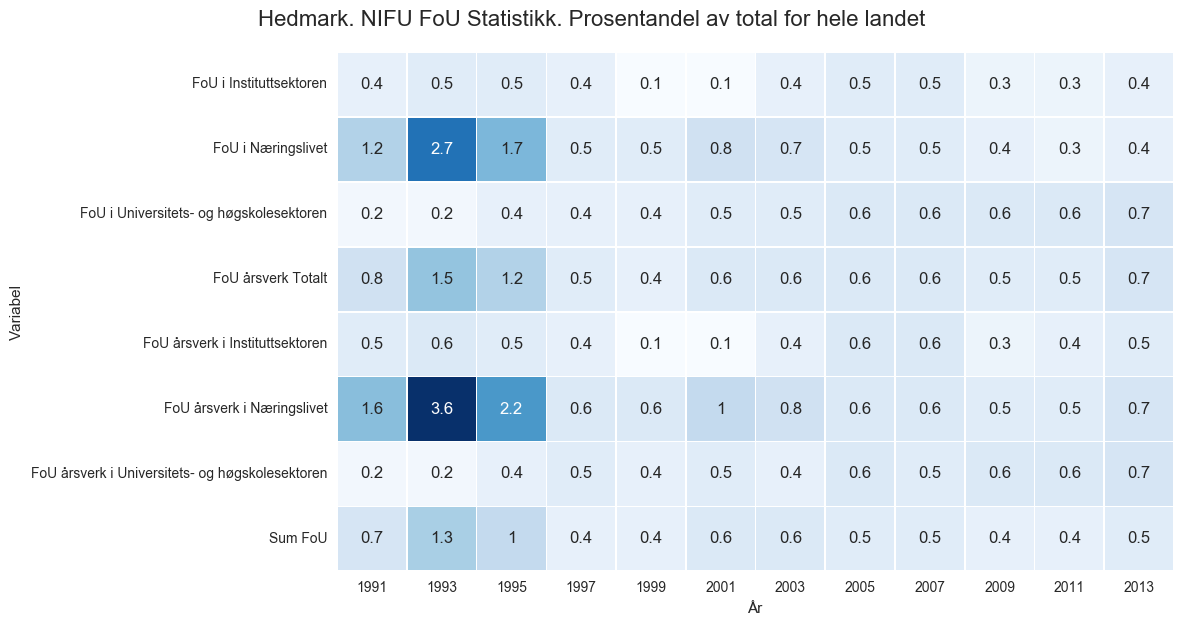 Hedmark. NIFU FoU Statistikk. Prosentandel av total for hele landet
Variabel
FoU i Instituttsektoren 0.4 0.5 0.5 0.4 0.1 0.1 0.4 0.5 0.5 0.3 0.3 0.4
FoU i Næringslivet 1.2 2.7 1.7 0.5 0.5 0.8 0.7 0.5 0.5 0.4 0.3 0.4
FoU i Universitets- og høgskolesektoren 0.2 0.2 0.4 0.4 0.4 0.5 0.5 0.6 0.6 0.6 0.6 0.7
FoU årsverk Totalt 0.8 1.5 1.2 0.5 0.4 0.6 0.6 0.6 0.6 0.5 0.5 0.7
FoU årsverk i Instituttsektoren 0.5 0.6 0.5 0.4 0.1 0.1 0.4 0.6 0.6 0.3 0.4 0.5
FoU årsverk i Næringslivet 1.6 3.6 2.2 0.6 0.6 1 0.8 0.6 0.6 0.5 0.5 0.7
FoU årsverk i Universitets- og høgskolesektoren 0.2 0.2 0.4 0.5 0.4 0.5 0.4 0.6 0.5 0.6 0.6 0.7
Sum FoU 0.7 1.3 1 0.4 0.4 0.6 0.6 0.5 0.5 0.4 0.4 0.5
1991 1993 1995 1997 1999 2001 2003 2005 2007 2009 2011 2013
År